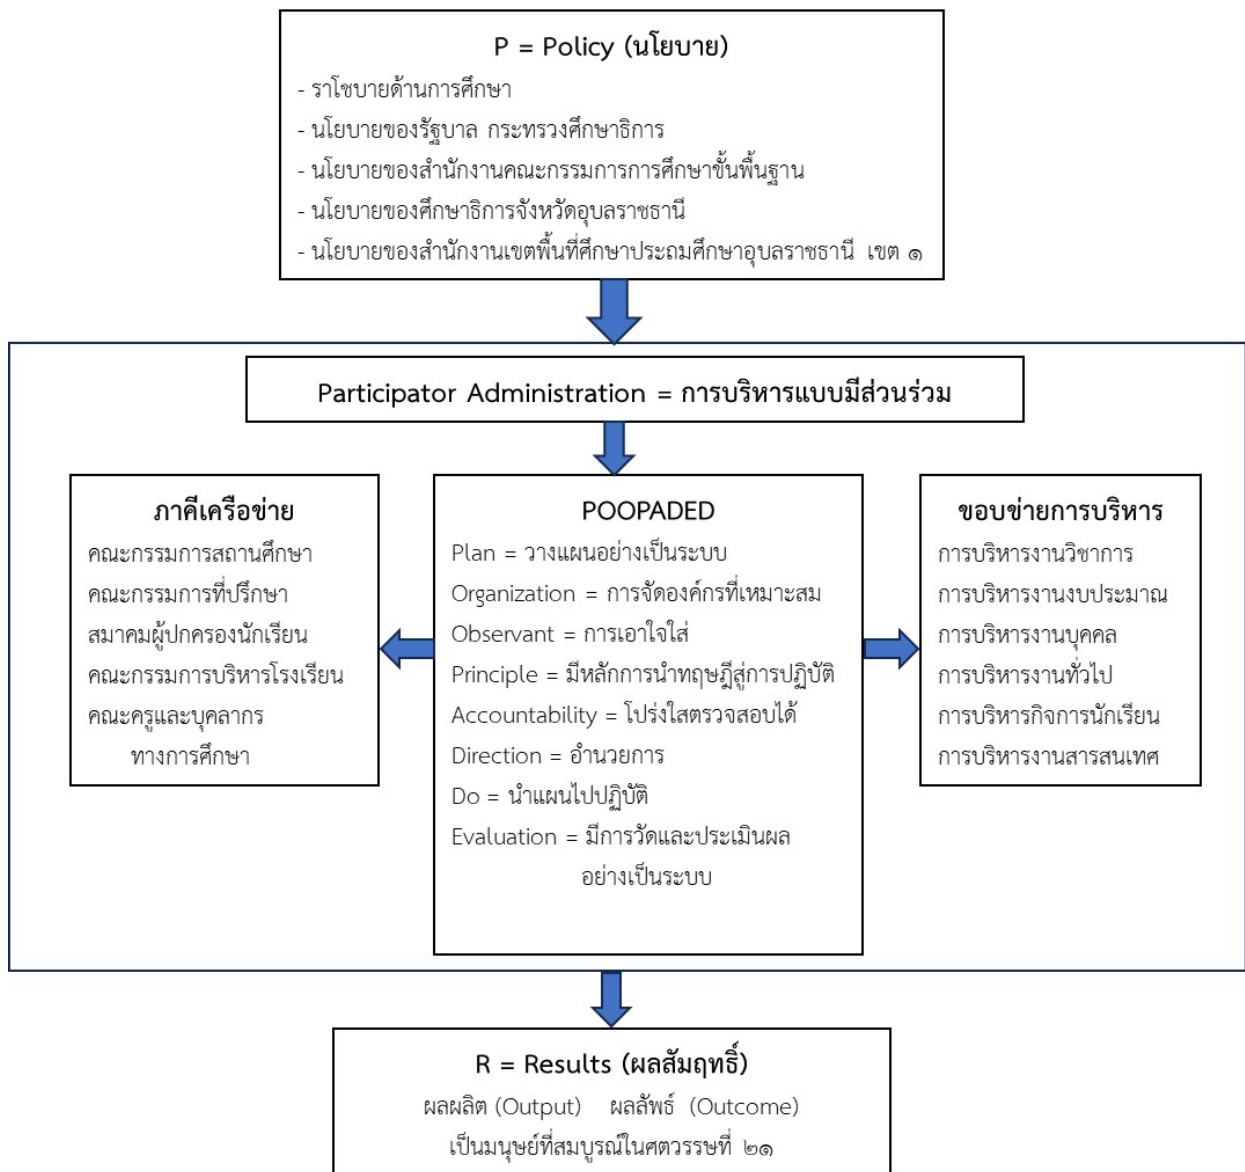 P = Policy (นโยบาย)
- ราโชบายด้านการศึกษา
- นโยบายของรัฐบาล กระทรวงศึกษาธิการ
- นโยบายของสำนักงานคณะกรรมการการศึกษาขั้นพื้นฐาน
- นโยบายของศึกษาธิการจังหวัดอุบลราชธานี
- นโยบายของสำนักงานเขตพื้นที่ศึกษาประถมศึกษาอุบลราชธานี เขต ๑
Participator Administration = การบริหารแบบมีส่วนร่วม
ภาคีเครือข่าย
คณะกรรมการสถานศึกษา
คณะกรรมการที่ปรึกษา
สมาคมผู้ปกครองนักเรียน
คณะกรรมการบริหารโรงเรียน
คณะครูและบุคลากร
ทางการศึกษา
POOPADED
Plan = วางแผนอย่างเป็นระบบ
Organization = การจัดองค์กรที่เหมาะสม
Observant = การเอาใจใส่
Principle = มีหลักการนำทฤษฎีสู่การปฏิบัติ
Accountability = โปร่งใสตรวจสอบได้
Direction = อำนวยการ
Do = นำแผนไปปฏิบัติ
Evaluation = มีการวัดและประเมินผล
อย่างเป็นระบบ
ขอบข่ายการบริหาร
การบริหารงานวิชาการ
การบริหารงานงบประมาณ
การบริหารงานบุคคล
การบริหารงานทั่วไป
การบริหารกิจการนักเรียน
การบริหารงานสารสนเทศ
R = Results (ผลสัมฤทธิ์)
ผลผลิต (Output) ผลลัพธ์ (Outcome)
เป็นมนุษย์ที่สมบูรณ์ในศตวรรษที่ ๒๑